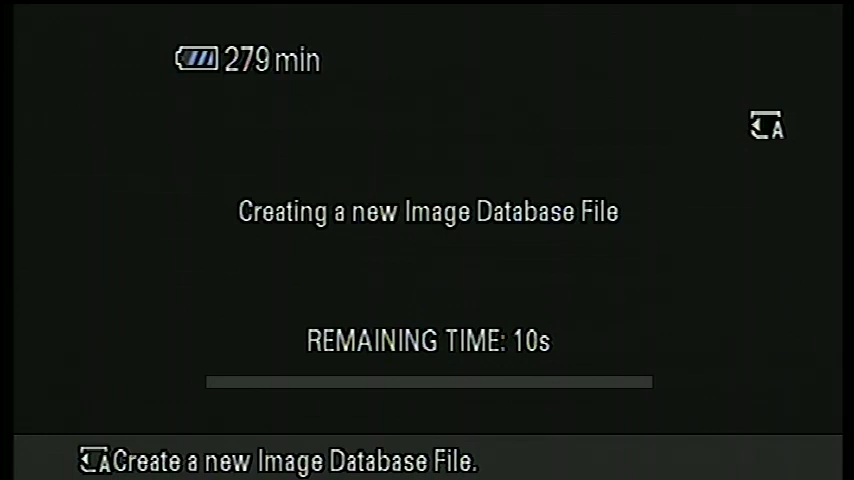 279 min
A
Creating a new Image Database File
REMAINING TIME: 10s
A Create a new Image Database File.